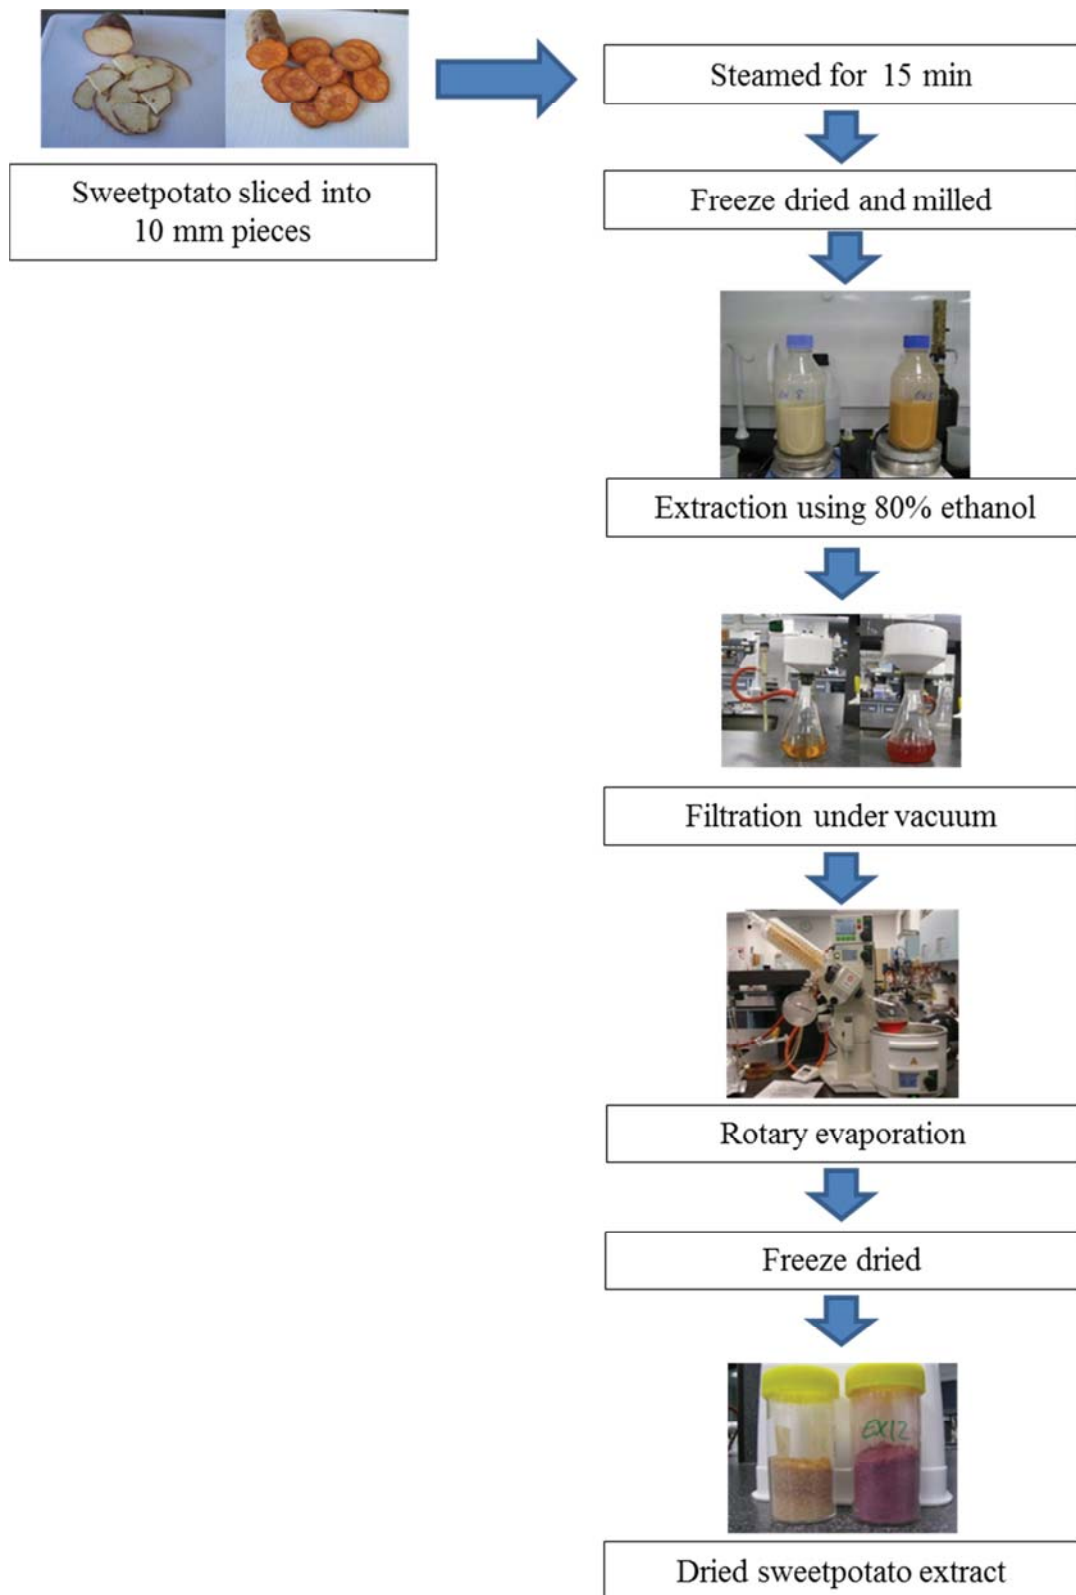 Sweetpotato sliced into
10 mm pieces
Steamed for 15 min
Freeze dried and milled
Extraction using 80% ethanol
Filtration under vacuum
Rotary evaporation
Freeze dried
EX12
Dried sweetpotato extract